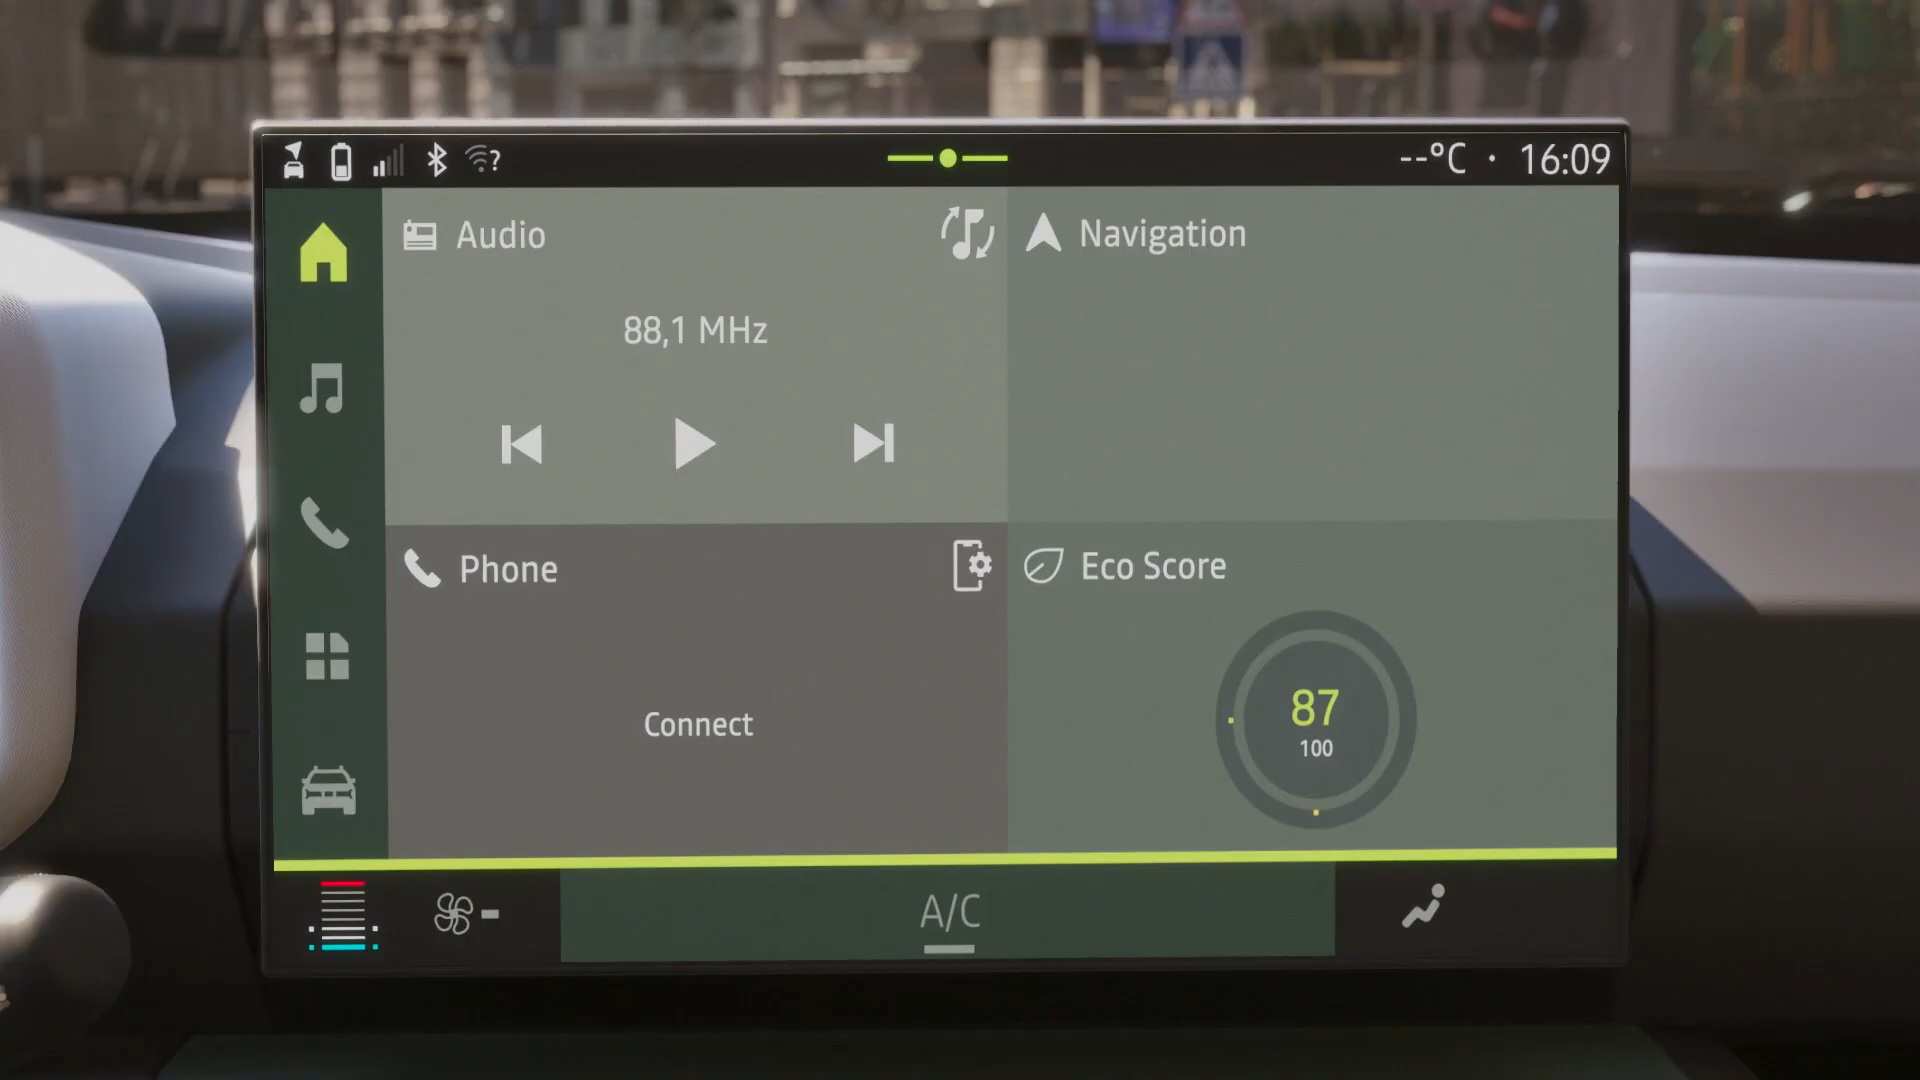 ?
--°C · 16:09
Audio
Navigation
88,1 MHz
Phone
Eco Score
87
100
Connect
A/C